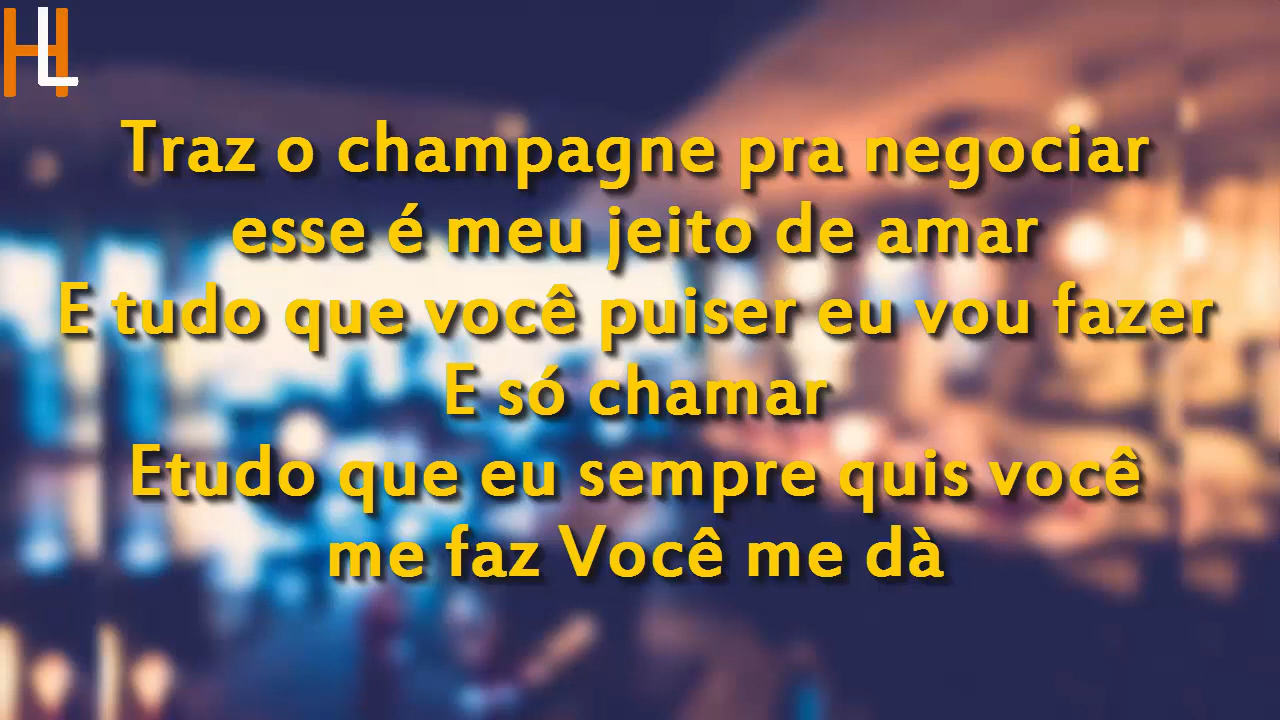 HL
Traz o champagne pra negociar
esse é meu jeito de amar
E tudo que você puiser eu vou fazer
E só chamar
Etudo que eu sempre quis você
me faz Você me dà